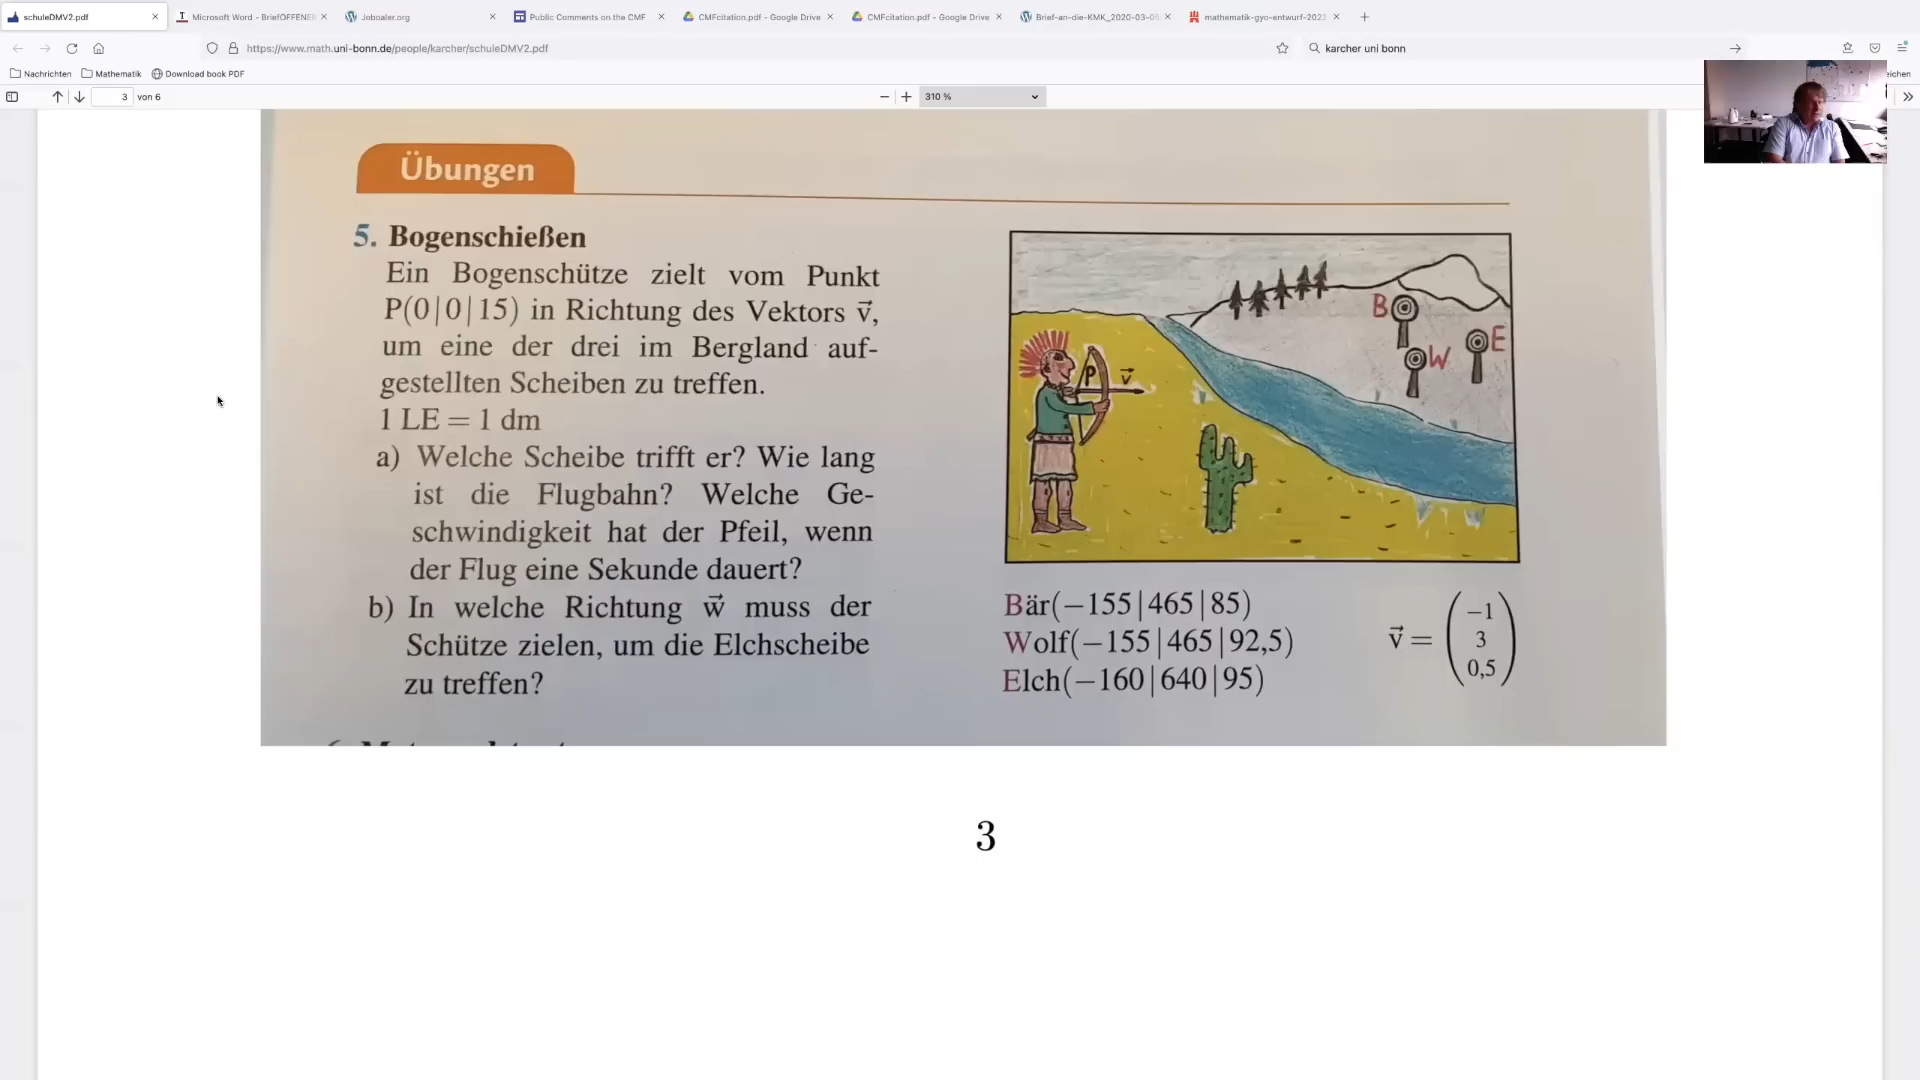 schuleDMV2.pdf
Microsoft Word - BriefOFFENER
Joboaler.org
Public Comments on the CMF
CMFcitation.pdf - Google Drive
CMFcitation.pdf - Google Drive
Brief-an-die-KMK_2020-03-05
mathematik-gyo-entwurf-2022
https://www.math.uni-bonn.de/people/karcher/schuleDMV2.pdf
karcher uni bonn
Nachrichten
Mathematik
Download book PDF
eichen
3 von 6
310 %
Übungen
5. Bogenschießen
Ein Bogenschütze zielt vom Punkt
P(0|0|15) in Richtung des Vektors v⃗,
um eine der drei im Bergland auf-
gestellten Scheiben zu treffen.
1 LE = 1 dm
a) Welche Scheibe trifft er? Wie lang
ist die Flugbahn? Welche Ge-
schwindigkeit hat der Pfeil, wenn
der Flug eine Sekunde dauert?
b) In welche Richtung w⃗ muss der
Schütze zielen, um die Elchscheibe
zu treffen?
B
E
W
P
v⃗
Bär(−155|465|85)
Wolf(−155|465|92,5)
Elch(−160|640|95)
v⃗ = (−1
3
0,5)
3